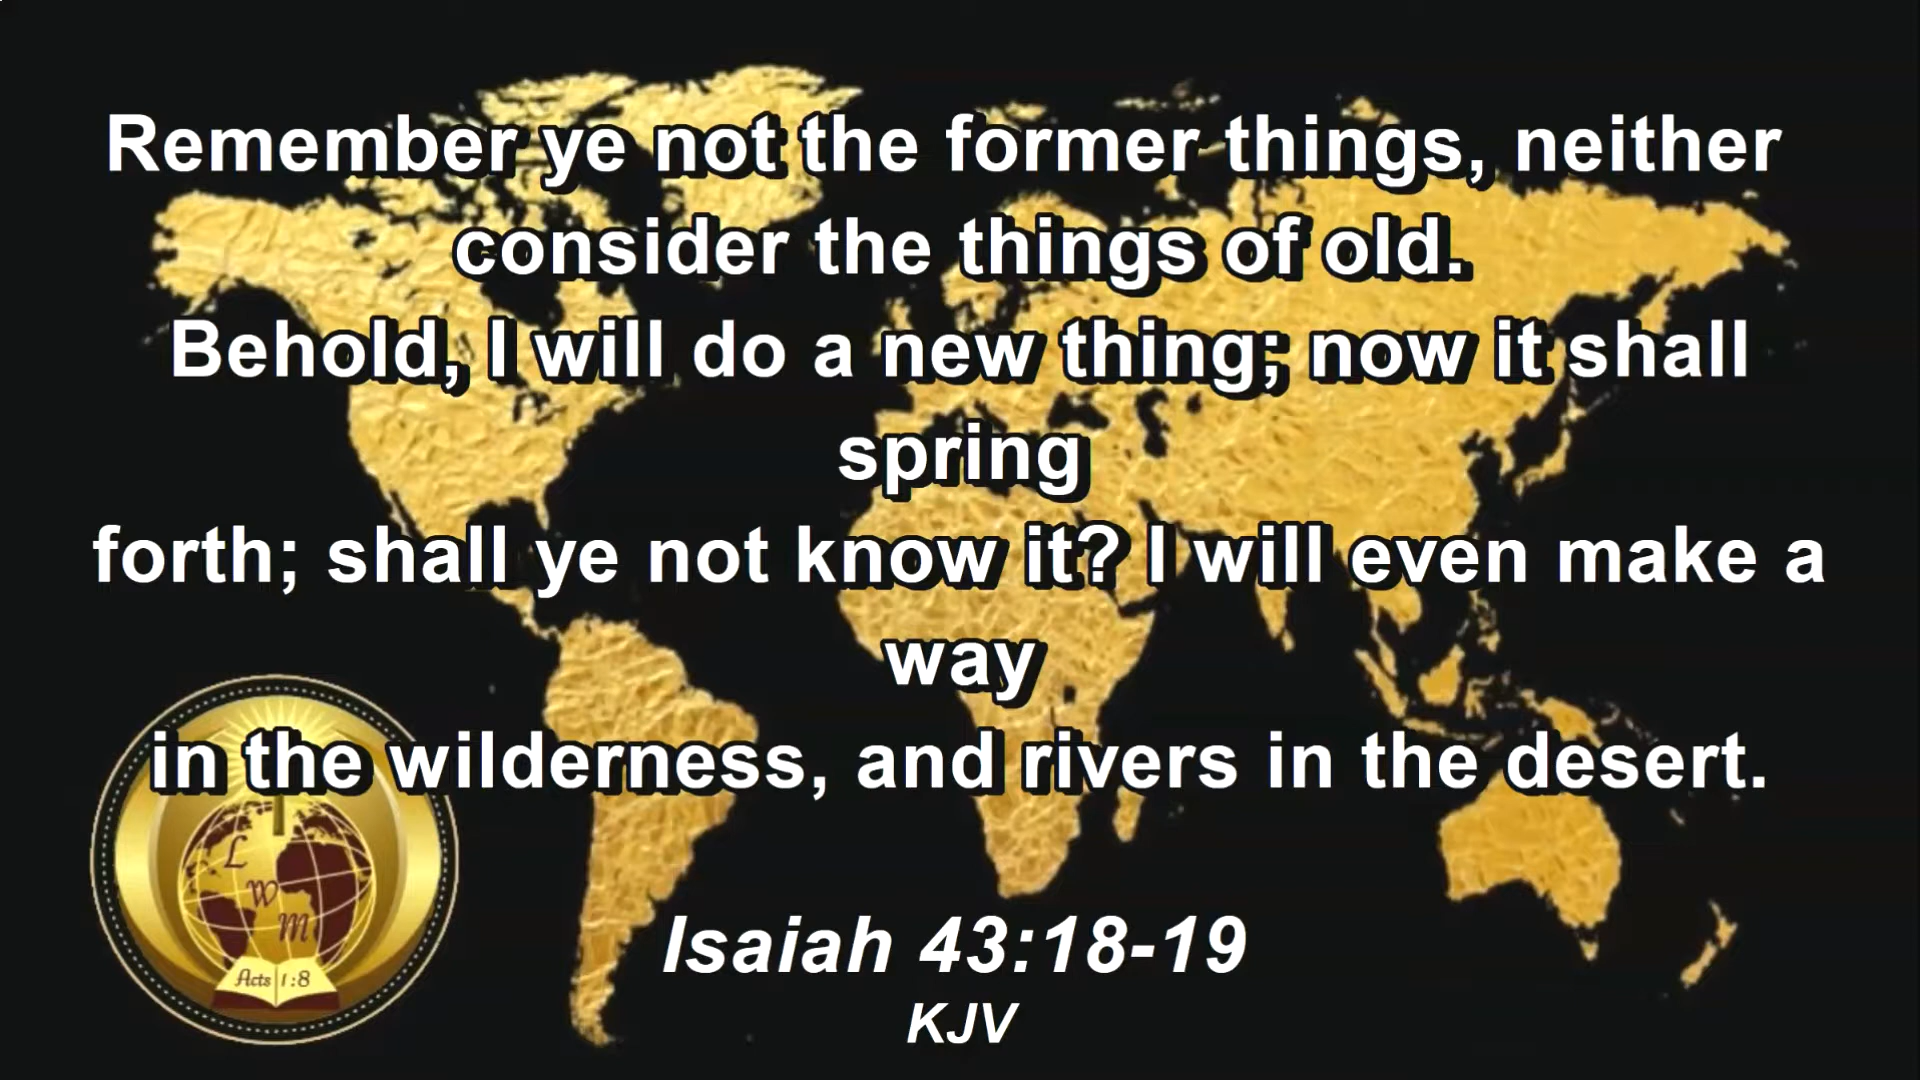 Remember ye not the former things, neither
consider the things of old.
Behold, I will do a new thing; now it shall
spring
forth; shall ye not know it? I will even make a
way
in the wilderness, and rivers in the desert.
L
W
M
Acts 1:8
Isaiah 43:18-19
KJV